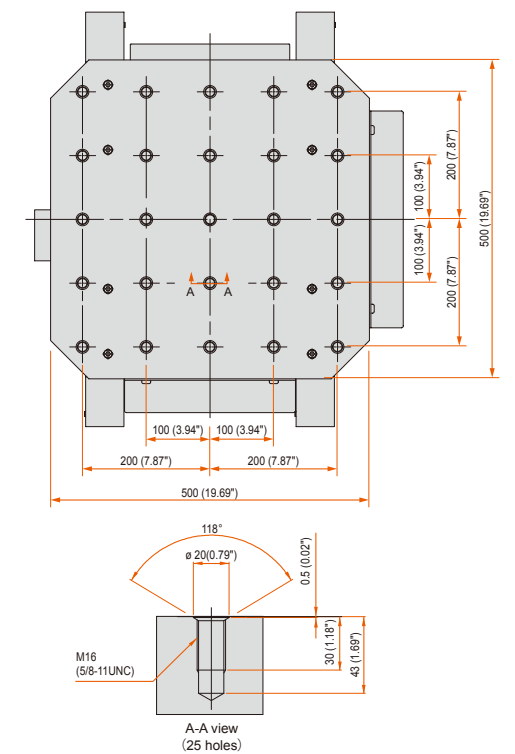 200 (7.87")
100 (3.94")
500 (19.69")
100 (3.94")
200 (7.87")
A A
100 (3.94") 100 (3.94")
200 (7.87") 200 (7.87")
500 (19.69")
118°
ø 20(0.79")
0.5 (0.02")
30 (1.18")
43 (1.69")
M16
(5/8-11UNC)
A-A view
(25 holes)